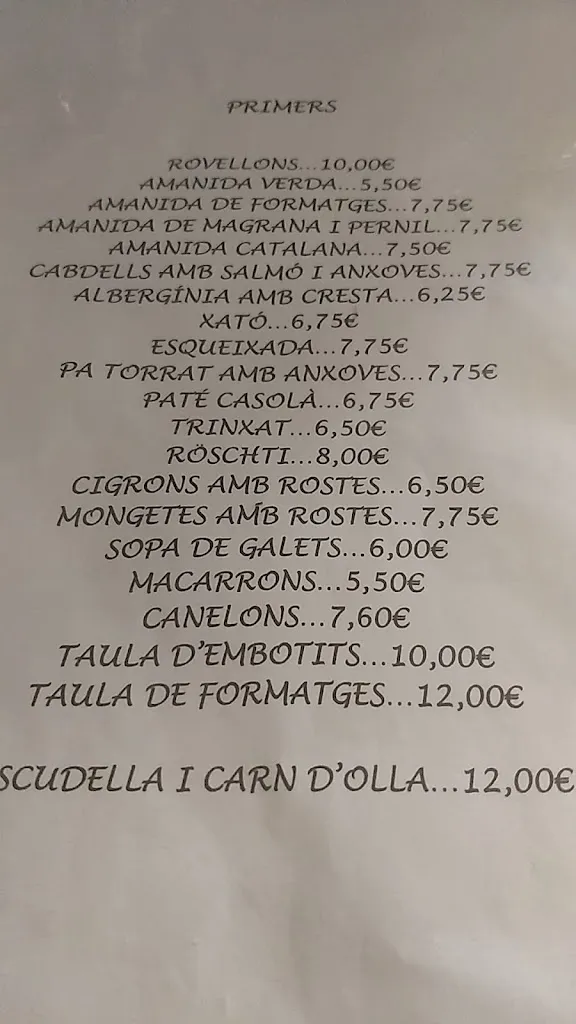 PRIMERS
ROVELLONS...10,00€
AMANIDA VERDA...5,50€
AMANIDA DE FORMATGES...7,75€
AMANIDA DE MAGRANA I PERNIL...7,75€
AMANIDA CATALANA...7,50€
CABDELLS AMB SALMÓ I ANXOVES...7,75€
ALBERGÍNIA AMB CRESTA...6,25€
XATÓ...6,75€
ESQUEIXADA...7,75€
PA TORRAT AMB ANXOVES...7,75€
PATÉ CASOLÀ...6,75€
TRINXAT...6,50€
RÖSCHTI...8,00€
CIGRONS AMB ROSTES...6,50€
MONGETES AMB ROSTES...7,75€
SOPA DE GALETS...6,00€
MACARRONS...5,50€
CANELONS...7,60€
TAULA D'EMBOTITS...10,00€
TAULA DE FORMATGES...12,00€
SCUDELLA I CARN D'OLLA...12,00€